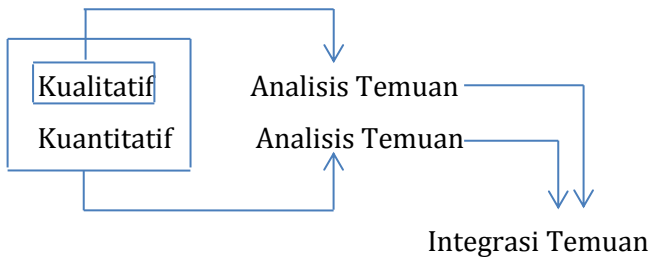 Kualitatif Analisis Temuan
Kuantitatif Analisis Temuan
Integrasi Temuan